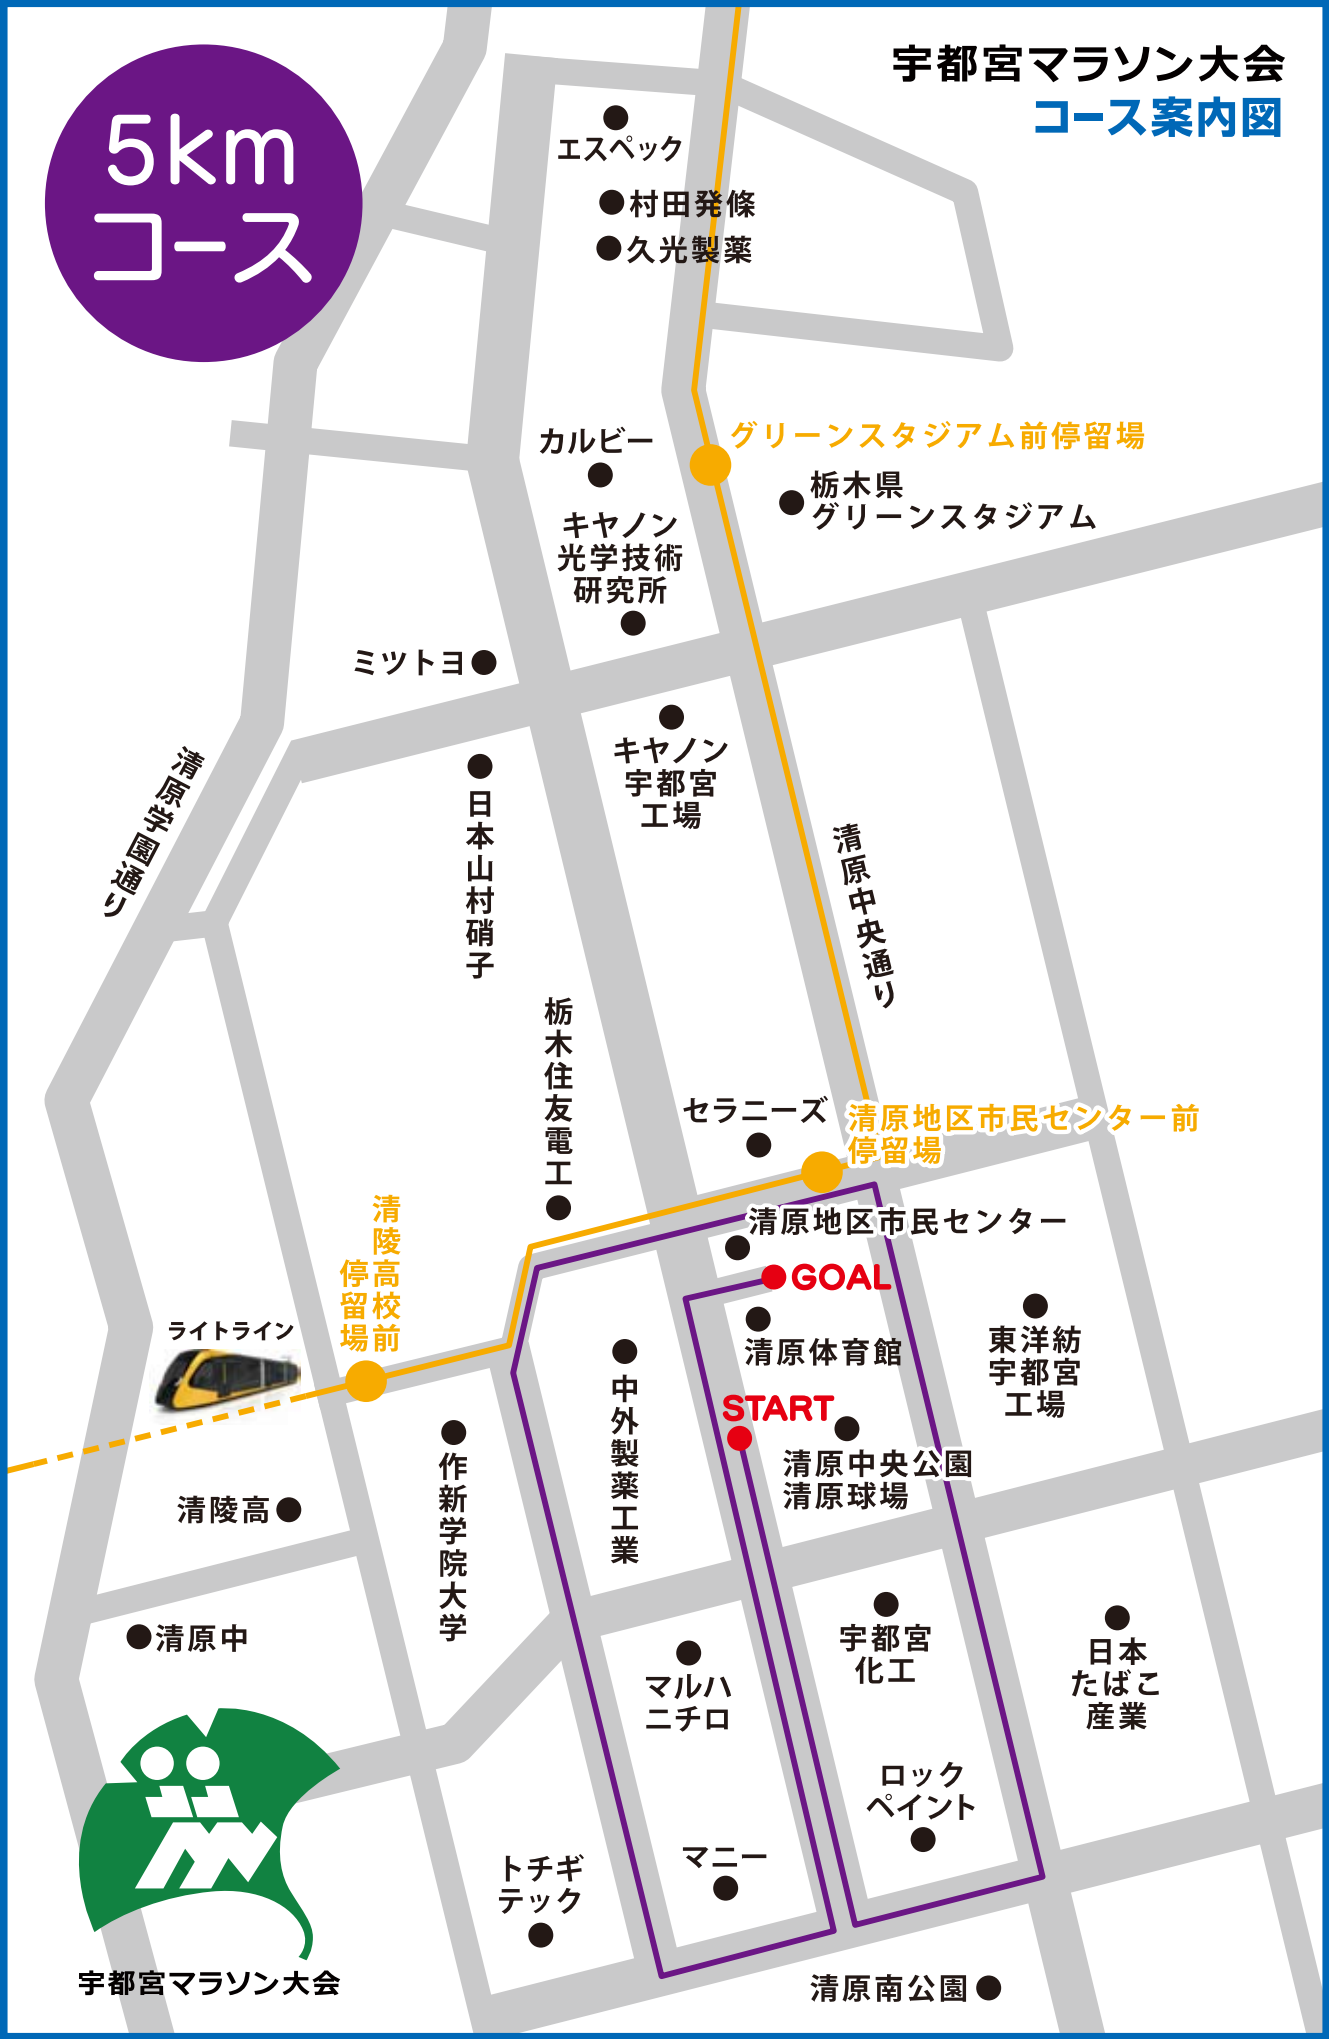 5km
コース
宇都宮マラソン大会
コース案内図
エスペック
村田発條
久光製薬
グリーンスタジアム前停留場
カルビー
栃木県
グリーンスタジアム
キヤノン
光学技術
研究所
ミツトヨ
キヤノン
宇都宮
工場
清原学園通り
日本山村硝子
清原中央通り
栃木住友電工
セラニーズ
清原地区市民センター前
停留場
清原地区市民センター
清陵高校前
停留場
GOAL
ライトライン
清原体育館
東洋紡
宇都宮
工場
中外製薬工業
START
作新学院大学
清原中央公園
清原球場
清陵高
清原中
宇都宮
化工
日本
たばこ
産業
マルハ
ニチロ
ロック
ペイント
マニー
トチギ
テック
宇都宮マラソン大会
清原南公園